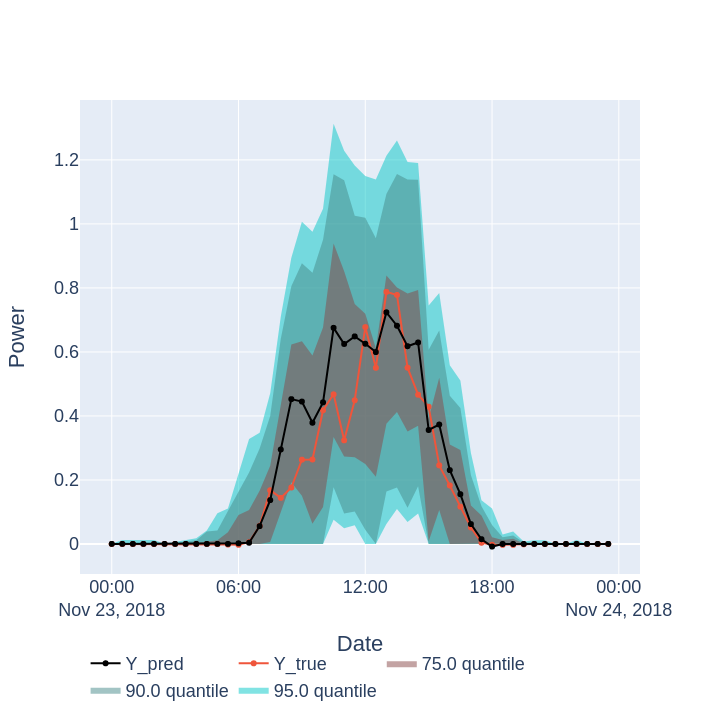 1.2
1
0.8
0.6
0.4
0.2
0
Power
00:00 06:00 12:00 18:00 00:00
Nov 23, 2018 Nov 24, 2018
Date
Y_pred Y_true 75.0 quantile
90.0 quantile 95.0 quantile